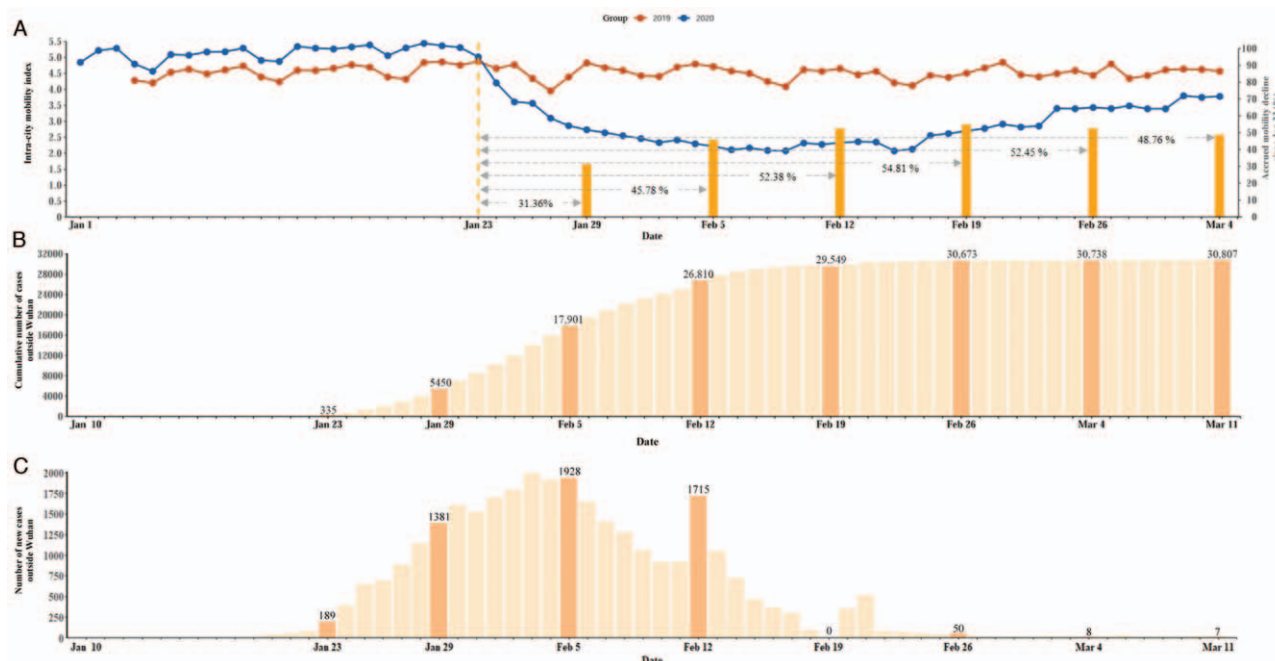 Group 2019 2020
A
Intra-city mobility index
5.5
5.0
4.5
4.0
3.5
3.0
2.5
2.0
1.5
1.0
0.5
0
100
90
80
70
60
50
40
30
20
10
0
Accrued mobility decline
48.76 %
52.45 %
54.81 %
52.38 %
45.78 %
31.36%
Jan 1 Jan 23 Jan 29 Feb 5 Feb 12 Feb 19 Feb 26 Mar 4
Date
B
Cumulative number of cases
outside Wuhan
32000
28000
24000
20000
16000
12000
8000
4000
0
335 5450 17,901 26,810 29,549 30,673 30,738 30,807
Jan 10 Jan 23 Jan 29 Feb 5 Feb 12 Feb 19 Feb 26 Mar 4 Mar 11
Date
C
Number of new cases
outside Wuhan
2000
1750
1500
1250
1000
750
500
250
0
189 1381 1928 1715 0 50 8 7
Jan 10 Jan 23 Jan 29 Feb 5 Feb 12 Feb 19 Feb 26 Mar 4 Mar 11
Date